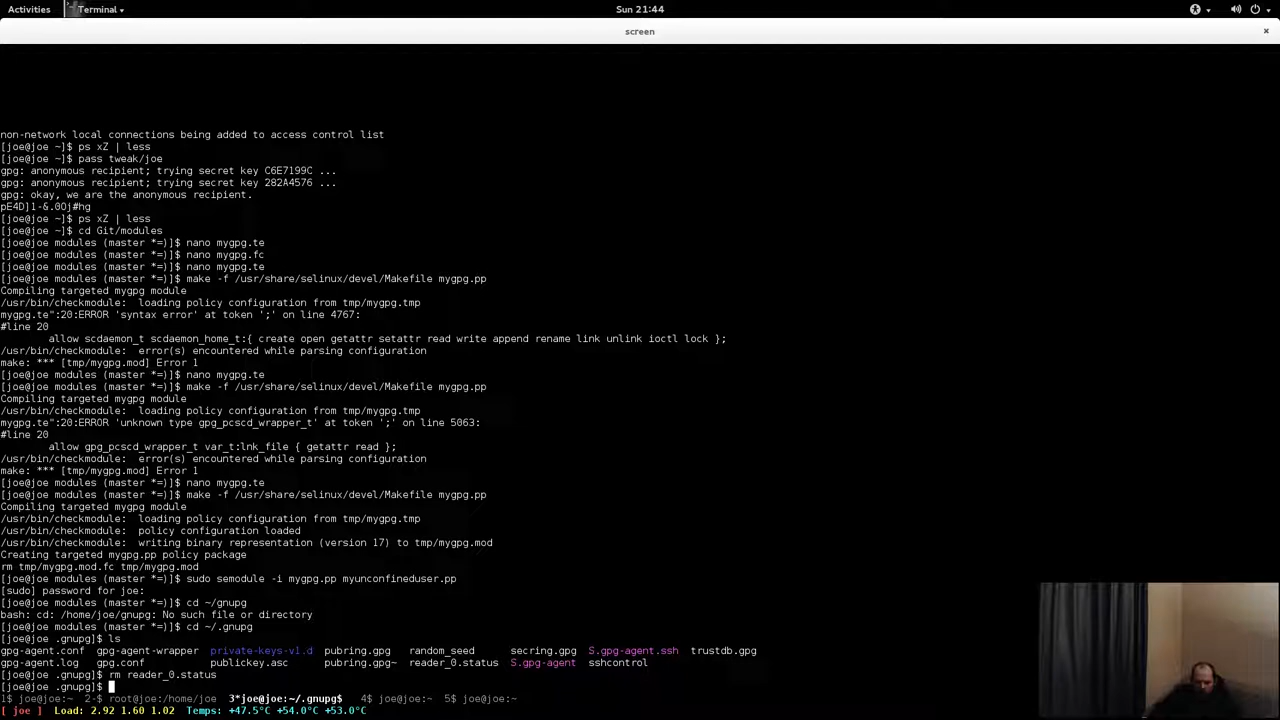 Activities Terminal Sun 21:44
screen
non-network local connections being added to access control list
[joe@joe ~]$ ps xZ | less
[joe@joe ~]$ pass tweak/joe
gpg: anonymous recipient; trying secret key C6E7199C ...
gpg: anonymous recipient; trying secret key 282A4576 ...
gpg: okay, we are the anonymous recipient.
pE4D]1-&.0Oj#hg
[joe@joe ~]$ ps xZ | less
[joe@joe ~]$ cd Git/modules
[joe@joe modules (master *=)]$ nano mygpg.te
[joe@joe modules (master *=)]$ nano mygpg.fc
[joe@joe modules (master *=)]$ nano mygpg.te
[joe@joe modules (master *=)]$ make -f /usr/share/selinux/devel/Makefile mygpg.pp
Compiling targeted mygpg module
/usr/bin/checkmodule:  loading policy configuration from tmp/mygpg.tmp
mygpg.te":20:ERROR 'syntax error' at token ';' on line 4767:
#line 20
allow scdaemon_t scdaemon_home_t:{ create open getattr setattr read write append rename link unlink ioctl lock };
/usr/bin/checkmodule:  error(s) encountered while parsing configuration
make: *** [tmp/mygpg.mod] Error 1
[joe@joe modules (master *=)]$ nano mygpg.te
[joe@joe modules (master *=)]$ make -f /usr/share/selinux/devel/Makefile mygpg.pp
Compiling targeted mygpg module
/usr/bin/checkmodule:  loading policy configuration from tmp/mygpg.tmp
mygpg.te":20:ERROR 'unknown type gpg_pcscd_wrapper_t' at token ';' on line 5063:
#line 20
allow gpg_pcscd_wrapper_t var_t:lnk_file { getattr read };
/usr/bin/checkmodule:  error(s) encountered while parsing configuration
make: *** [tmp/mygpg.mod] Error 1
[joe@joe modules (master *=)]$ nano mygpg.te
[joe@joe modules (master *=)]$ make -f /usr/share/selinux/devel/Makefile mygpg.pp
Compiling targeted mygpg module
/usr/bin/checkmodule:  loading policy configuration from tmp/mygpg.tmp
/usr/bin/checkmodule:  policy configuration loaded
/usr/bin/checkmodule:  writing binary representation (version 17) to tmp/mygpg.mod
Creating targeted mygpg.pp policy package
rm tmp/mygpg.mod.fc tmp/mygpg.mod
[joe@joe modules (master *=)]$ sudo semodule -i mygpg.pp myunconfineduser.pp
[sudo] password for joe:
[joe@joe modules (master *=)]$ cd ~/gnupg
bash: cd: /home/joe/gnupg: No such file or directory
[joe@joe modules (master *=)]$ cd ~/.gnupg
[joe@joe .gnupg]$ ls
gpg-agent.conf  gpg-agent-wrapper  private-keys-v1.d  pubring.gpg  random_seed  secring.gpg  S.gpg-agent.ssh  trustdb.gpg
gpg-agent.log  gpg.conf  publickey.asc  pubring.gpg~  reader_0.status  S.gpg-agent  sshcontrol
[joe@joe .gnupg]$ rm reader_0.status
[joe@joe .gnupg]$
1$ joe@joe:~  2-$ root@joe:/home/joe  3*joe@joe:~/.gnupg$  4$ joe@joe:~  5$ joe@joe:~
[ joe ]  Load: 2.92 1.60 1.02  Temps: +47.5°C +54.0°C +53.0°C